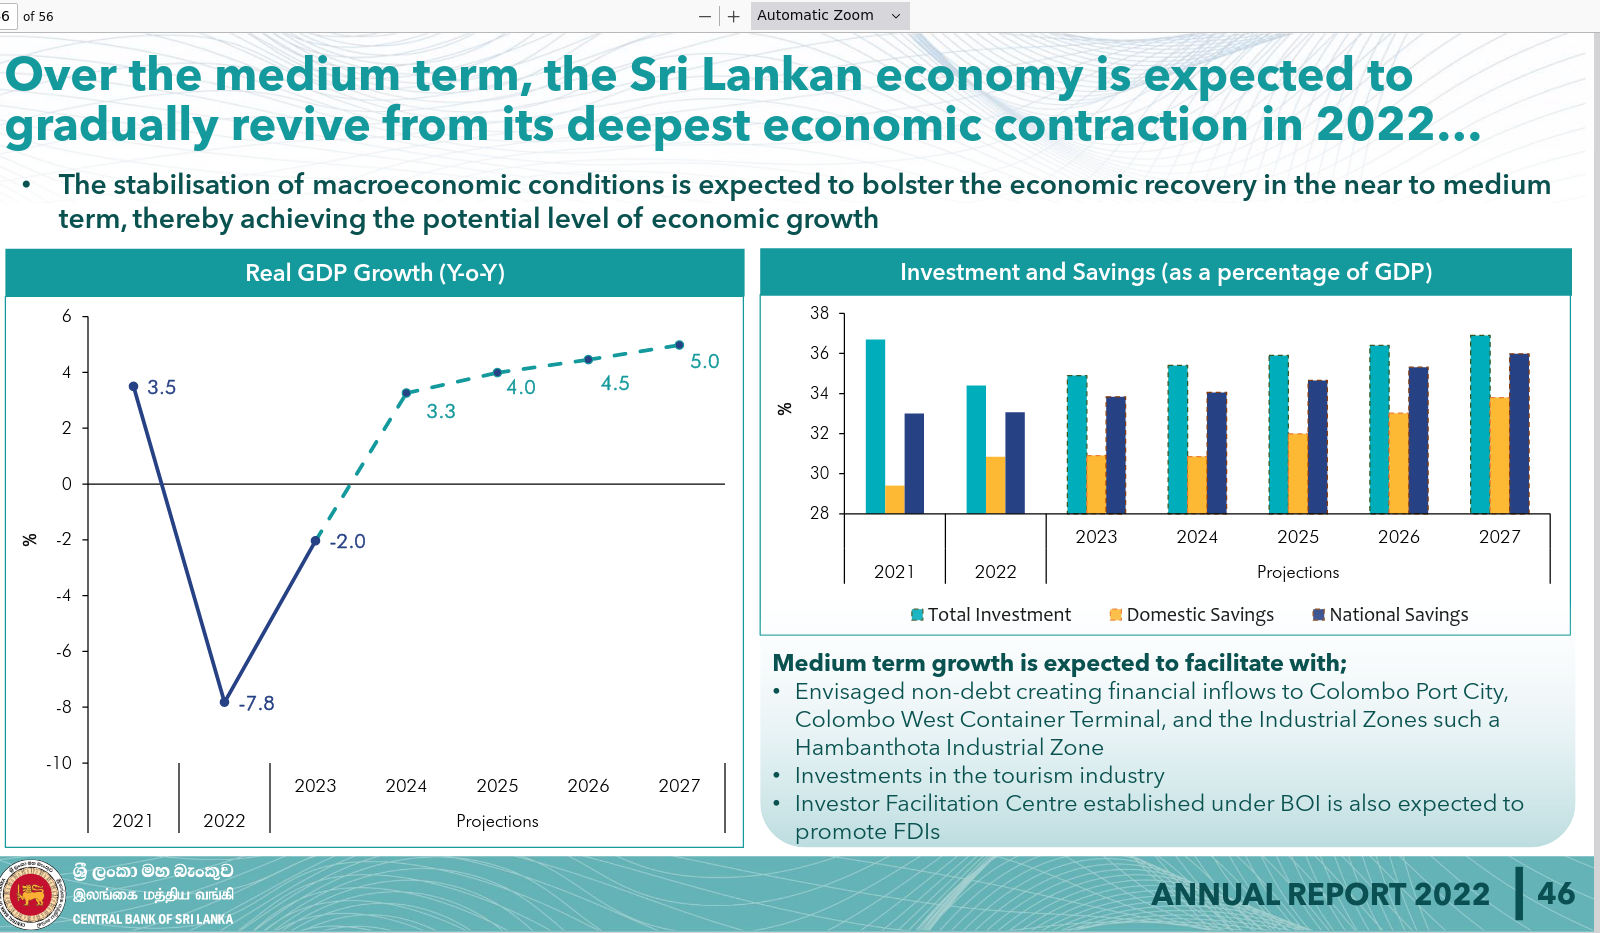 6 of 56
Automatic Zoom
Over the medium term, the Sri Lankan economy is expected to
gradually revive from its deepest economic contraction in 2022...
• The stabilisation of macroeconomic conditions is expected to bolster the economic recovery in the near to medium
term, thereby achieving the potential level of economic growth
Real GDP Growth (Y-o-Y)
6
4
2
0
-2
-4
-6
-8
-10
%
3.5
-7.8
-2.0
3.3
4.0
4.5
5.0
2023 2024 2025 2026 2027
2021 2022 Projections
Investment and Savings (as a percentage of GDP)
38
36
34
32
30
28
%
2023 2024 2025 2026 2027
2021 2022 Projections
Total Investment Domestic Savings National Savings
Medium term growth is expected to facilitate with;
• Envisaged non-debt creating financial inflows to Colombo Port City,
Colombo West Container Terminal, and the Industrial Zones such a
Hambanthota Industrial Zone
• Investments in the tourism industry
• Investor Facilitation Centre established under BOI is also expected to
promote FDIs
ශ්‍රී ලංකා මහ බැංකුව
இலங்கை மத்திய வங்கி
CENTRAL BANK OF SRI LANKA
ANNUAL REPORT 2022 46